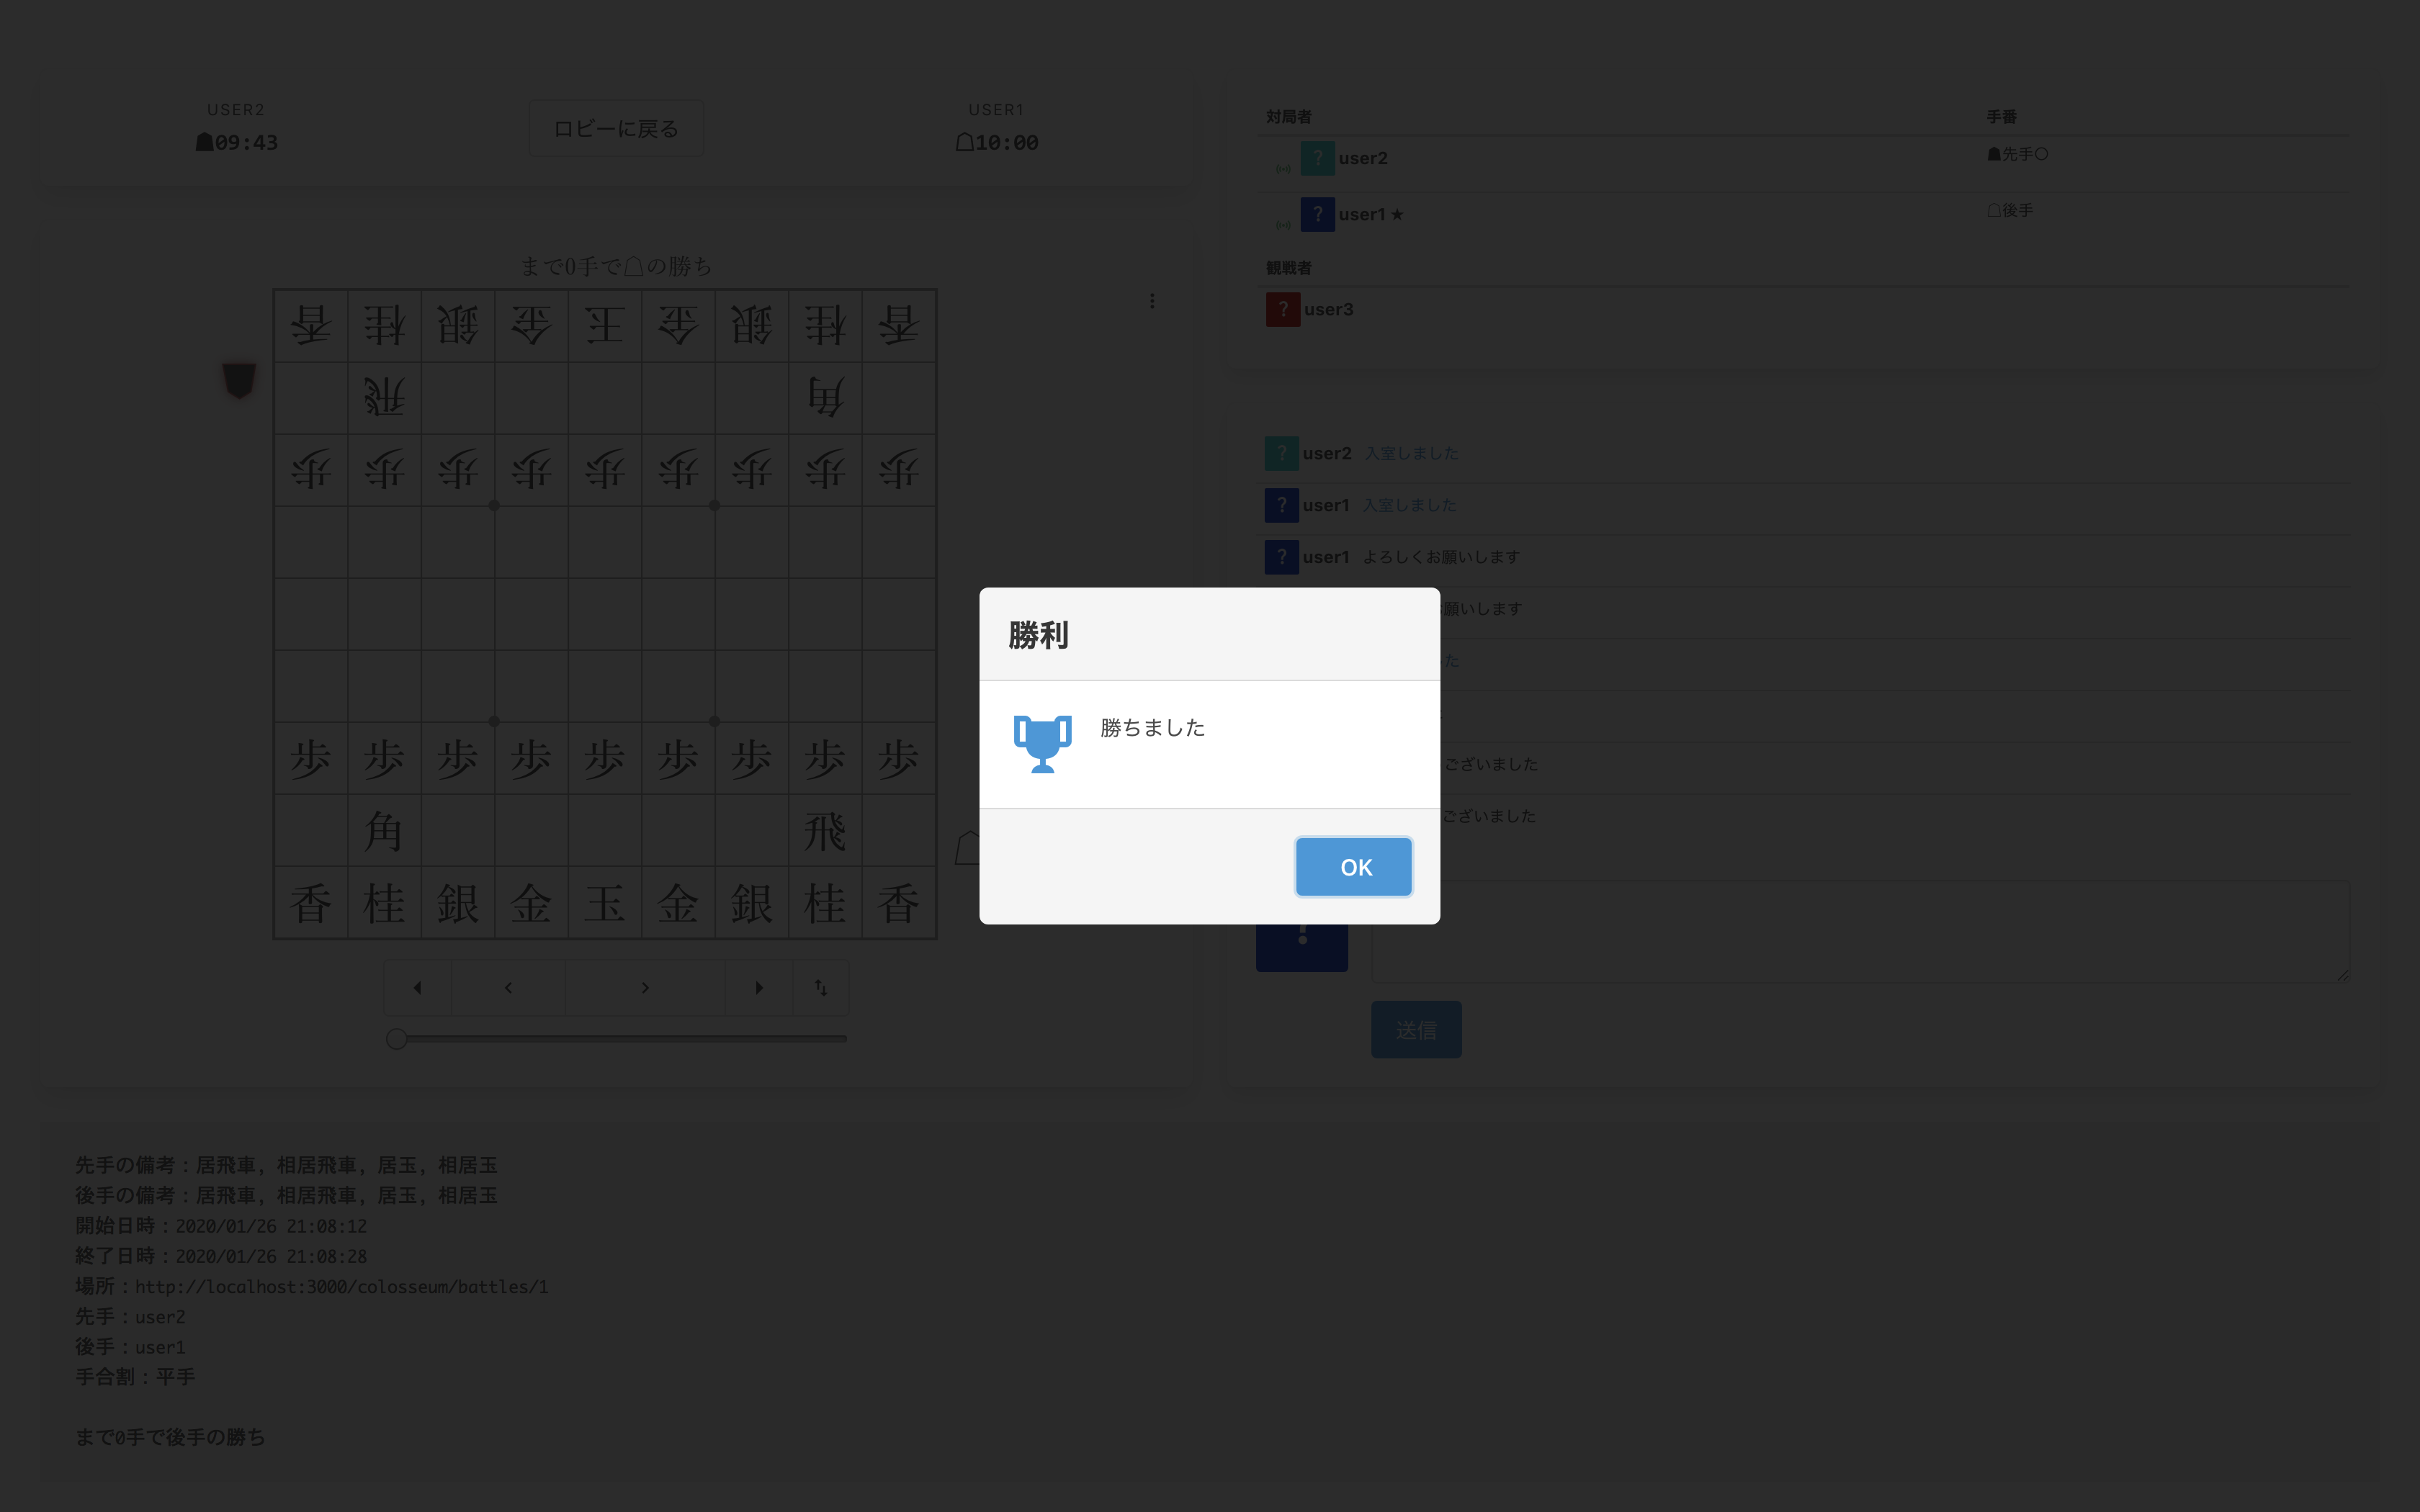 USER2
☗09:43
ロビーに戻る
USER1
☖10:00
まで0手で☖の勝ち
香 桂 銀 金 王 金 銀 桂 香
飛 角
歩 歩 歩 歩 歩 歩 歩 歩 歩
歩 歩 歩 歩 歩 歩 歩 歩 歩
角 飛
香 桂 銀 金 王 金 銀 桂 香
対局者 手番
? user2 ☗先手○
? user1★ ☖後手
観戦者
? user3
? user2 入室しました
? user1 入室しました
? user1 よろしくお願いします
願いします
た
ございました
ございました
送信
勝利
勝ちました
OK
先手の備考：居飛車, 相居飛車, 居玉, 相居玉
後手の備考：居飛車, 相居飛車, 居玉, 相居玉
開始日時：2020/01/26 21:08:12
終了日時：2020/01/26 21:08:28
場所：http://localhost:3000/colosseum/battles/1
先手：user2
後手：user1
手合割：平手
まで0手で後手の勝ち